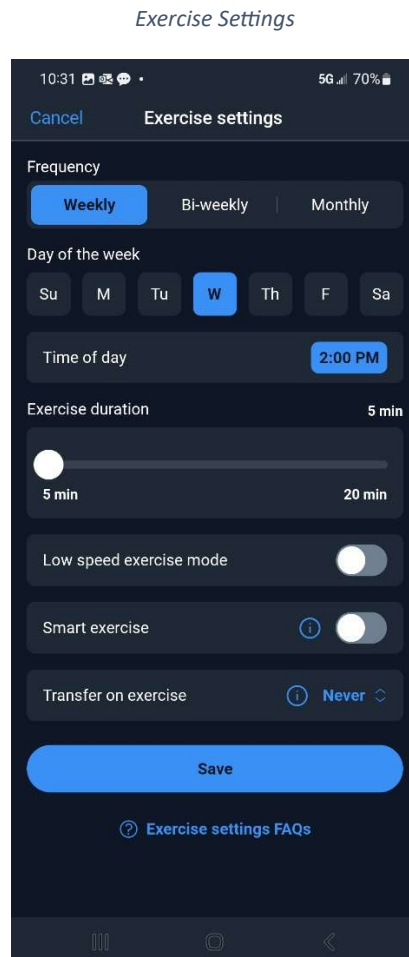 Exercise Settings
10:31 5G 70%
Cancel Exercise settings
Frequency
Weekly Bi-weekly Monthly
Day of the week
Su M Tu W Th F Sa
Time of day 2:00 PM
Exercise duration 5 min
5 min 20 min
Low speed exercise mode
Smart exercise
Transfer on exercise Never
Save
Exercise settings FAQs